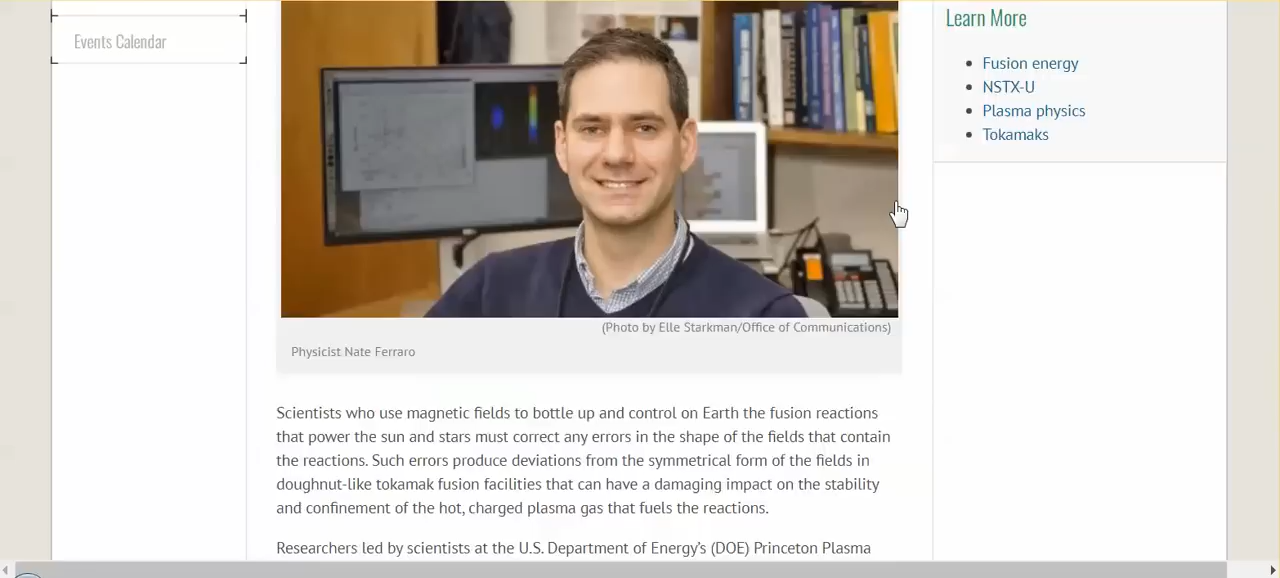 Events Calendar
(Photo by Elle Starkman/Office of Communications)
Physicist Nate Ferraro
Scientists who use magnetic fields to bottle up and control on Earth the fusion reactions
that power the sun and stars must correct any errors in the shape of the fields that contain
the reactions. Such errors produce deviations from the symmetrical form of the fields in
doughnut-like tokamak fusion facilities that can have a damaging impact on the stability
and confinement of the hot, charged plasma gas that fuels the reactions.
Researchers led by scientists at the U.S. Department of Energy’s (DOE) Princeton Plasma
Learn More
Fusion energy
NSTX-U
Plasma physics
Tokamaks